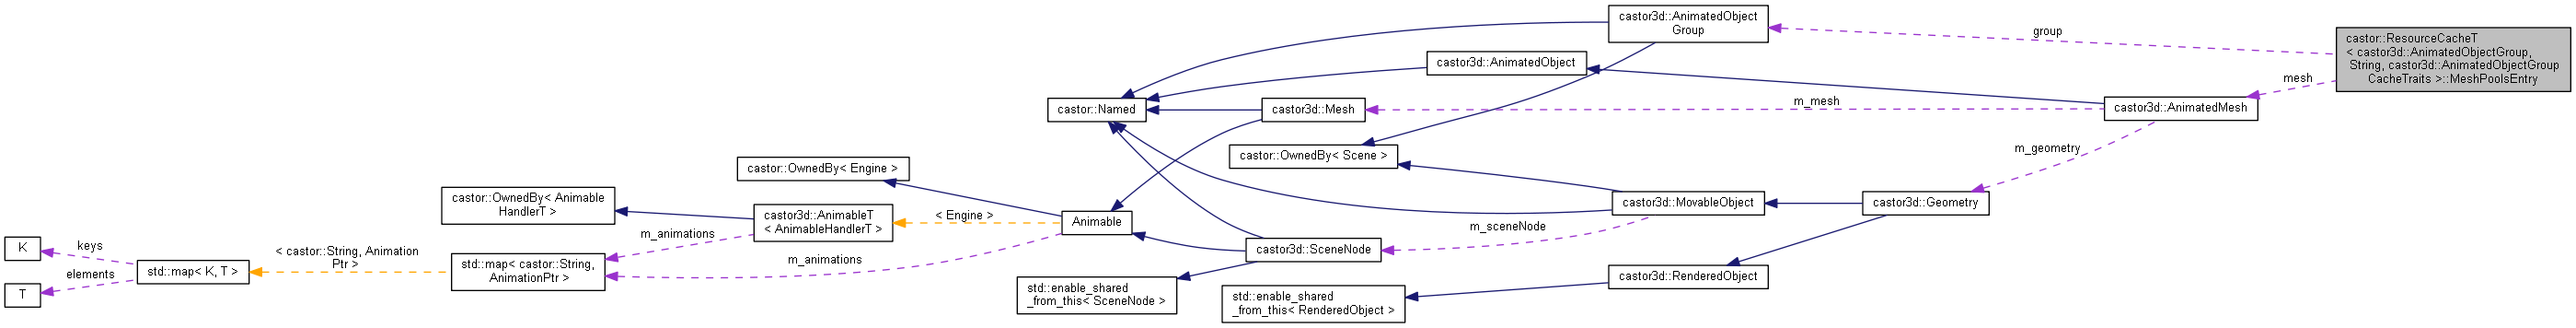 castor3d::AnimatedObject
Group
group
castor::ResourceCacheT
< castor3d::AnimatedObjectGroup,
String, castor3d::AnimatedObjectGroup
CacheTraits >::MeshPoolsEntry
castor3d::AnimatedObject
mesh
castor::Named
castor3d::Mesh
m_mesh
castor3d::AnimatedMesh
castor::OwnedBy< Scene >
m_geometry
castor::OwnedBy< Engine >
castor::OwnedBy< Animable
HandlerT >
castor3d::AnimableT
< AnimableHandlerT >
< Engine >
Animable
castor3d::MovableObject
castor3d::Geometry
m_sceneNode
K
keys
< castor::String, Animation
Ptr >
m_animations
m_animations
castor3d::SceneNode
std::map< K, T >
elements
T
std::map< castor::String,
AnimationPtr >
castor3d::RenderedObject
std::enable_shared
_from_this< SceneNode >
std::enable_shared
_from_this< RenderedObject >